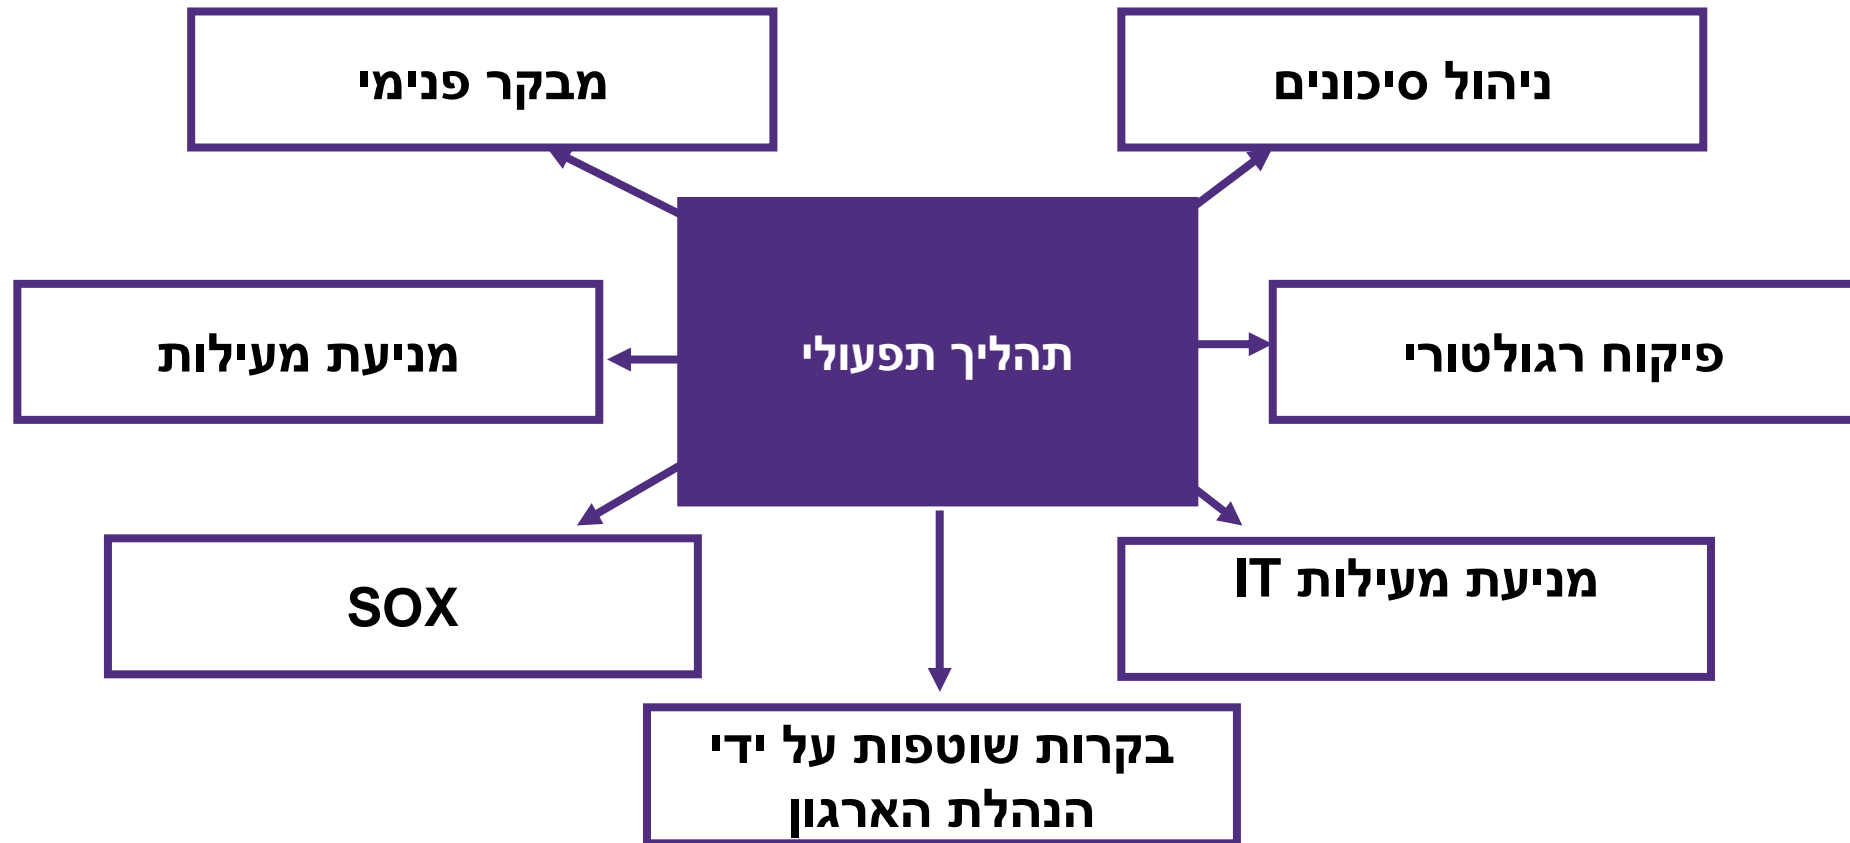 ניהול סיכונים
מבקר פנימי
פיקוח רגולטורי
תהליך תפעולי
מניעת מעילות
מניעת מעילות IT
SOX
בקרות שוטפות על ידי
הנהלת הארגון